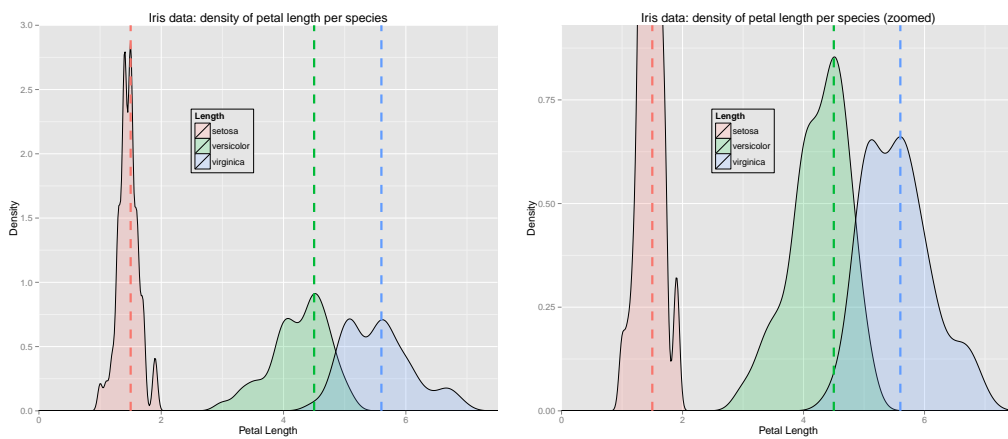 Iris data: density of petal length per species
3.0
2.5
2.0
1.5
1.0
0.5
0.0
Density
Length
setosa
versicolor
virginica
0
2
4
6
Petal Length
Iris data: density of petal length per species (zoomed)
0.75
0.50
0.25
0.00
Density
Length
setosa
versicolor
virginica
0
2
4
6
Petal Length